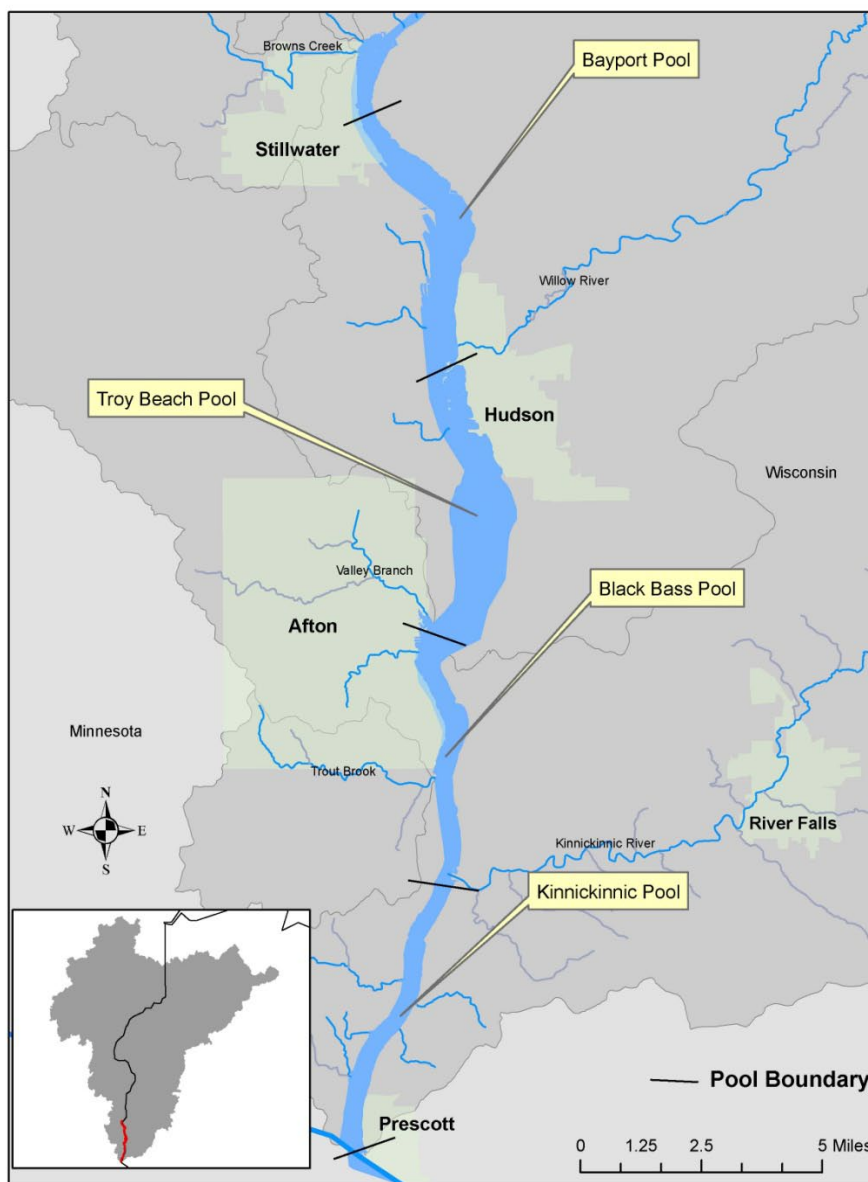 Browns Creek
Bayport Pool
Stillwater
Willow River
Troy Beach Pool
Hudson
Wisconsin
Valley Branch
Black Bass Pool
Afton
Minnesota
Trout Brook
N
W E
S
River Falls
Kinnickinnic River
Kinnickinnic Pool
Pool Boundary
Prescott
0 1.25 2.5 5 Miles